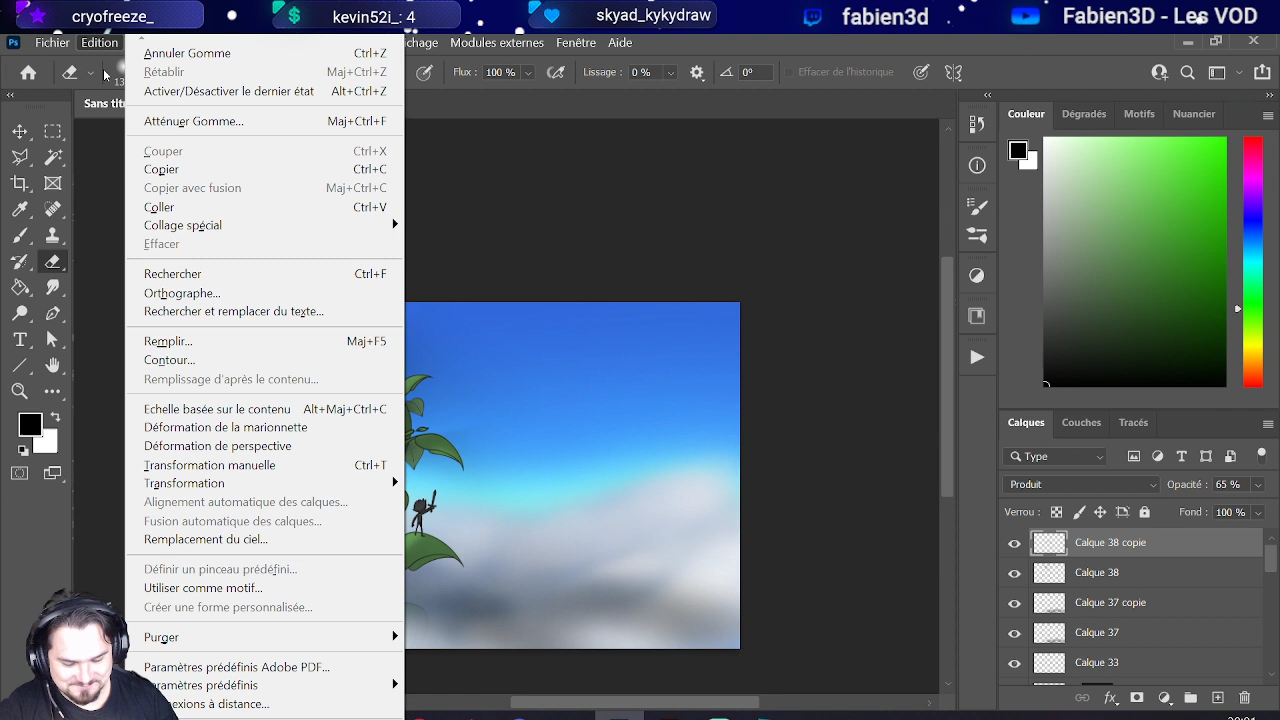 cryofreeze_
kevin52i_: 4
skyad_kykydraw
fabien3d
Fabien3D - Les VOD
Ps Fichier Edition
chage Modules externes Fenêtre Aide
Flux : 100 % Lissage : 0 % 0° Effacer de l'historique
Sans titr
Annuler Gomme Ctrl+Z
Rétablir Maj+Ctrl+Z
Activer/Désactiver le dernier état Alt+Ctrl+Z
Atténuer Gomme... Maj+Ctrl+F
Couper Ctrl+X
Copier Ctrl+C
Copier avec fusion Maj+Ctrl+C
Coller Ctrl+V
Collage spécial
Effacer
Rechercher Ctrl+F
Orthographe...
Rechercher et remplacer du texte...
Remplir... Maj+F5
Contour...
Remplissage d'après le contenu...
Echelle basée sur le contenu Alt+Maj+Ctrl+C
Déformation de la marionnette
Déformation de perspective
Transformation manuelle Ctrl+T
Transformation
Alignement automatique des calques...
Fusion automatique des calques...
Remplacement du ciel...
Définir un pinceau prédéfini...
Utiliser comme motif...
Créer une forme personnalisée...
Purger
Paramètres prédéfinis Adobe PDF...
Paramètres prédéfinis
nexions à distance...
Couleur Dégradés Motifs Nuancier
Calques Couches Tracés
Type
Produit Opacité : 65 %
Verrou : Fond : 100 %
Calque 38 copie
Calque 38
Calque 37 copie
Calque 37
Calque 33